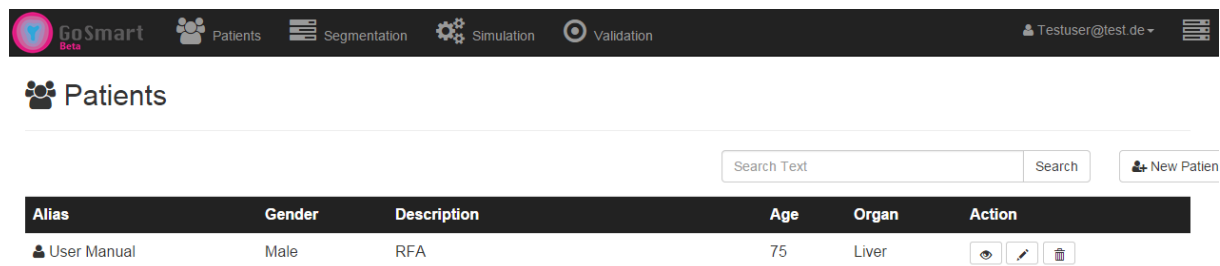 GoSmart Patients Segmentation Simulation Validation Testuser@test.de
Beta
Patients
Search Text Search New Patien
Alias Gender Description Age Organ Action
User Manual Male RFA 75 Liver